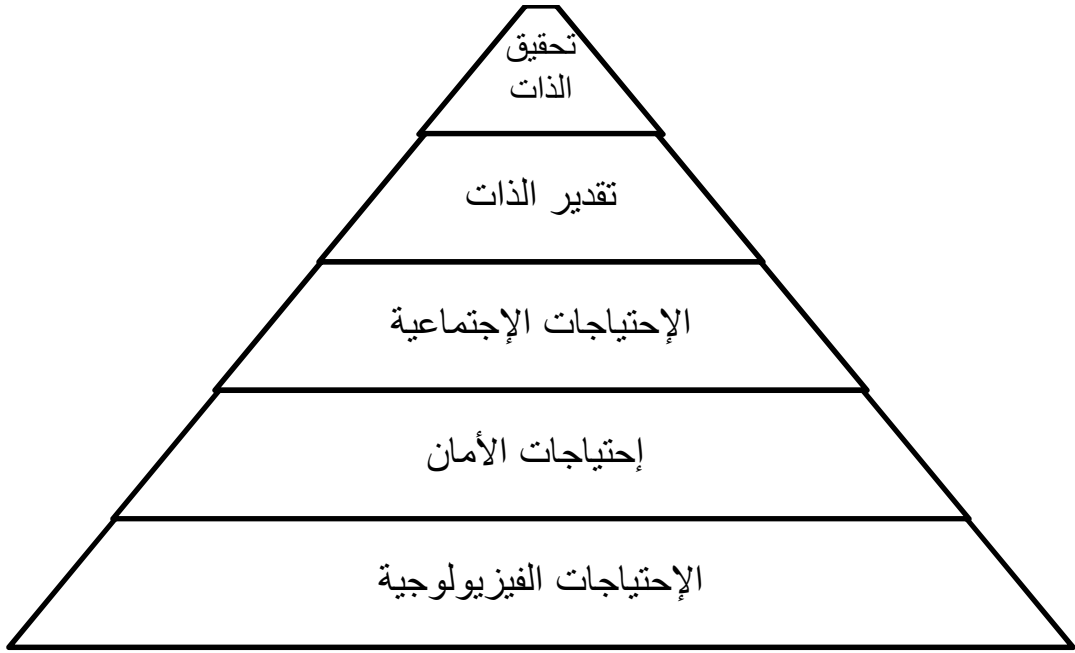 تحقيق
الذات
تقدير الذات
الإحتياجات الإجتماعية
إحتياجات الأمان
الإحتياجات الفيزيولوجية